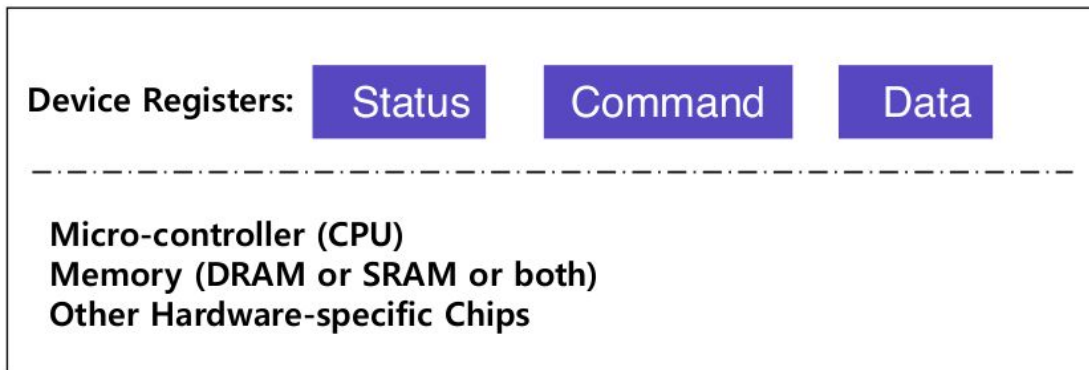 Device Registers: Status Command Data
Micro-controller (CPU)
Memory (DRAM or SRAM or both)
Other Hardware-specific Chips